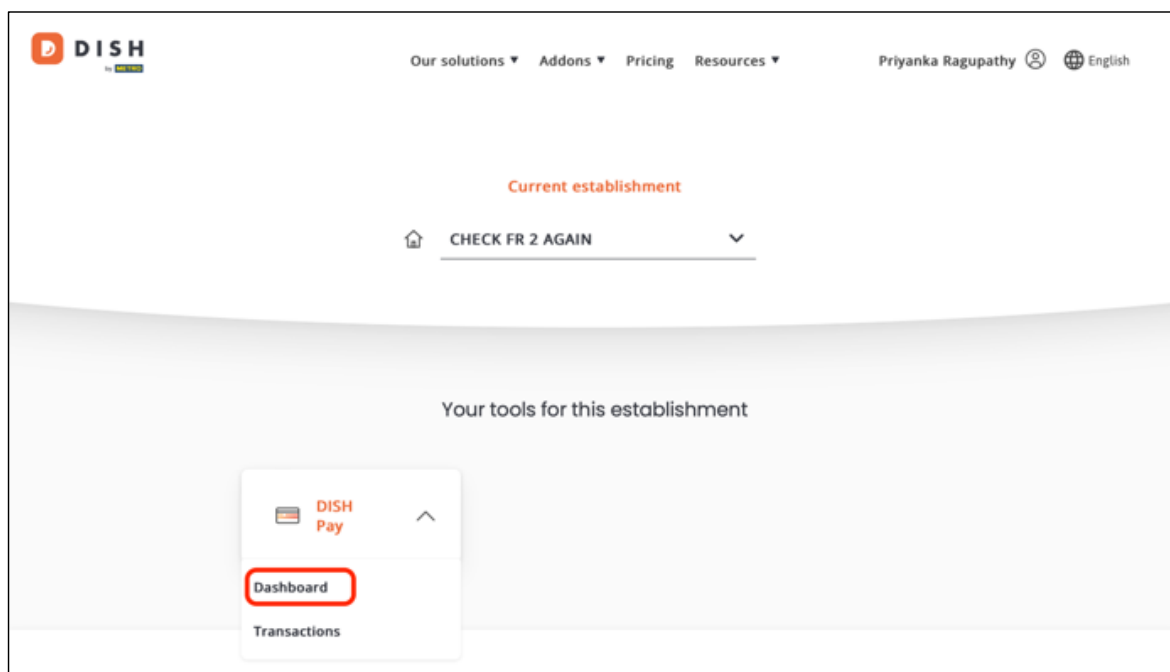 DISH
by METRO
Our solutions ▼ Addons ▼ Pricing Resources ▼ Priyanka Ragupathy English
Current establishment
CHECK FR 2 AGAIN
Your tools for this establishment
DISH
Pay
Dashboard
Transactions